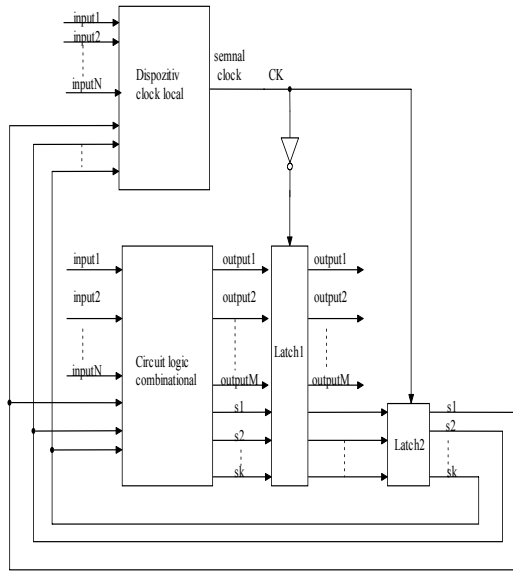 input1
input2
inputN
Dispozitiv
clock local
semnal
clock
CK
input1
input2
inputN
Circuit logic
combinational
output1
output2
outputM
s1
s2
sk
Latch1
output1
output2
outputM
Latch2
s1
s2
sk